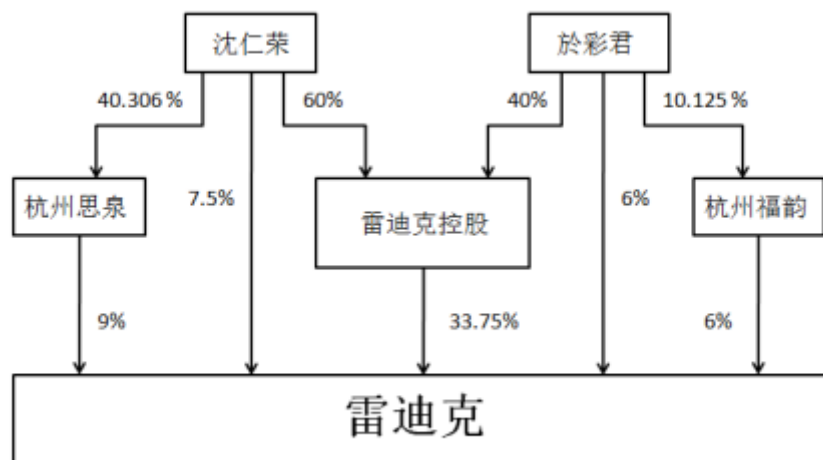 沈仁荣
於彩君
40.306%
60%
40%
10.125%
杭州思泉
7.5%
雷迪克控股
6%
杭州福韵
9%
33.75%
6%
雷迪克